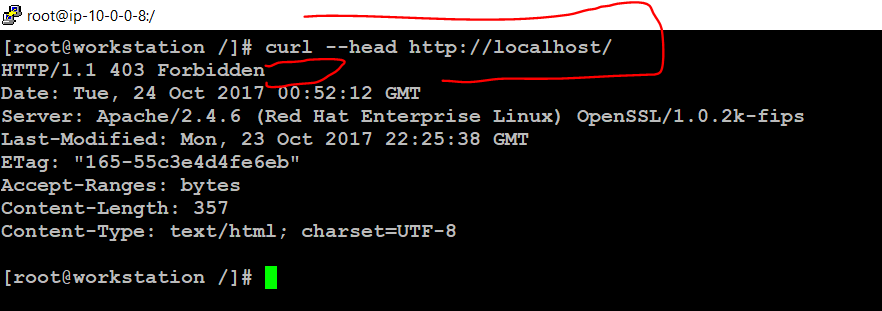 root@ip-10-0-0-8:/
[root@workstation /]# curl --head http://localhost/
HTTP/1.1 403 Forbidden
Date: Tue, 24 Oct 2017 00:52:12 GMT
Server: Apache/2.4.6 (Red Hat Enterprise Linux) OpenSSL/1.0.2k-fips
Last-Modified: Mon, 23 Oct 2017 22:25:38 GMT
ETag: "165-55c3e4d4fe6eb"
Accept-Ranges: bytes
Content-Length: 357
Content-Type: text/html; charset=UTF-8
[root@workstation /]#